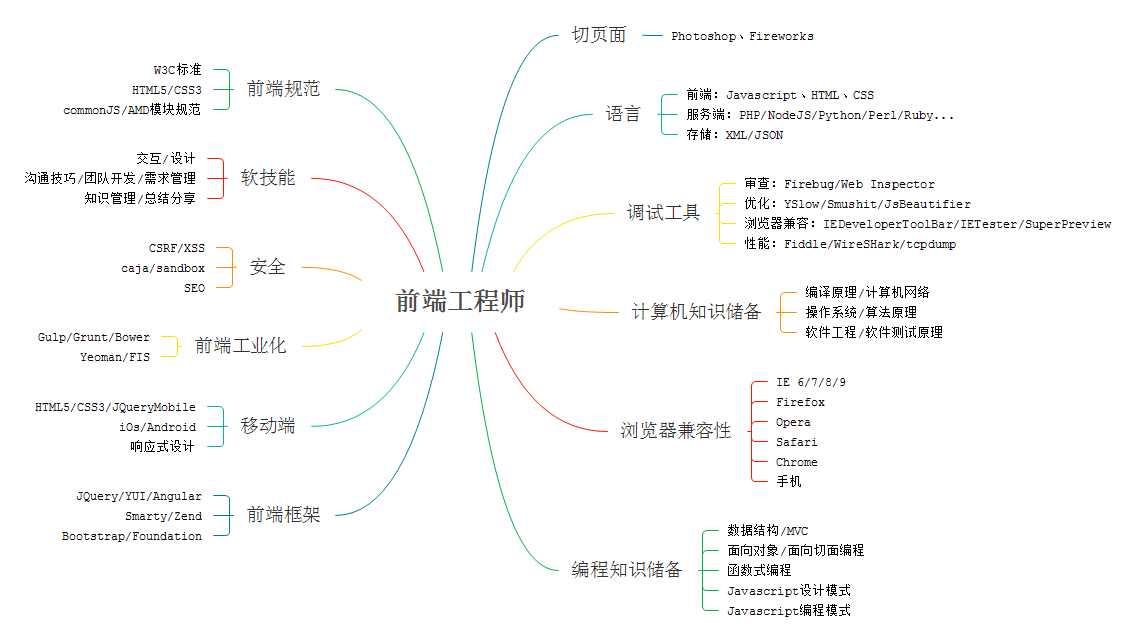 前端工程师
切页面
Photoshop、Fireworks
语言
前端：Javascript、HTML、CSS
服务端：PHP/NodeJS/Python/Perl/Ruby...
存储：XML/JSON
调试工具
审查：Firebug/Web Inspector
优化：YSlow/Smushit/JsBeautifier
浏览器兼容：IEDeveloperToolBar/IETester/SuperPreview
性能：Fiddle/WireSHark/tcpdump
计算机知识储备
编译原理/计算机网络
操作系统/算法原理
软件工程/软件测试原理
浏览器兼容性
IE 6/7/8/9
Firefox
Opera
Safari
Chrome
手机
编程知识储备
数据结构/MVC
面向对象/面向切面编程
函数式编程
Javascript设计模式
Javascript编程模式
前端规范
W3C标准
HTML5/CSS3
commonJS/AMD模块规范
软技能
交互/设计
沟通技巧/团队开发/需求管理
知识管理/总结分享
安全
CSRF/XSS
caja/sandbox
SEO
前端工业化
Gulp/Grunt/Bower
Yeoman/FIS
移动端
HTML5/CSS3/JQueryMobile
iOs/Android
响应式设计
前端框架
JQuery/YUI/Angular
Smarty/Zend
Bootstrap/Foundation